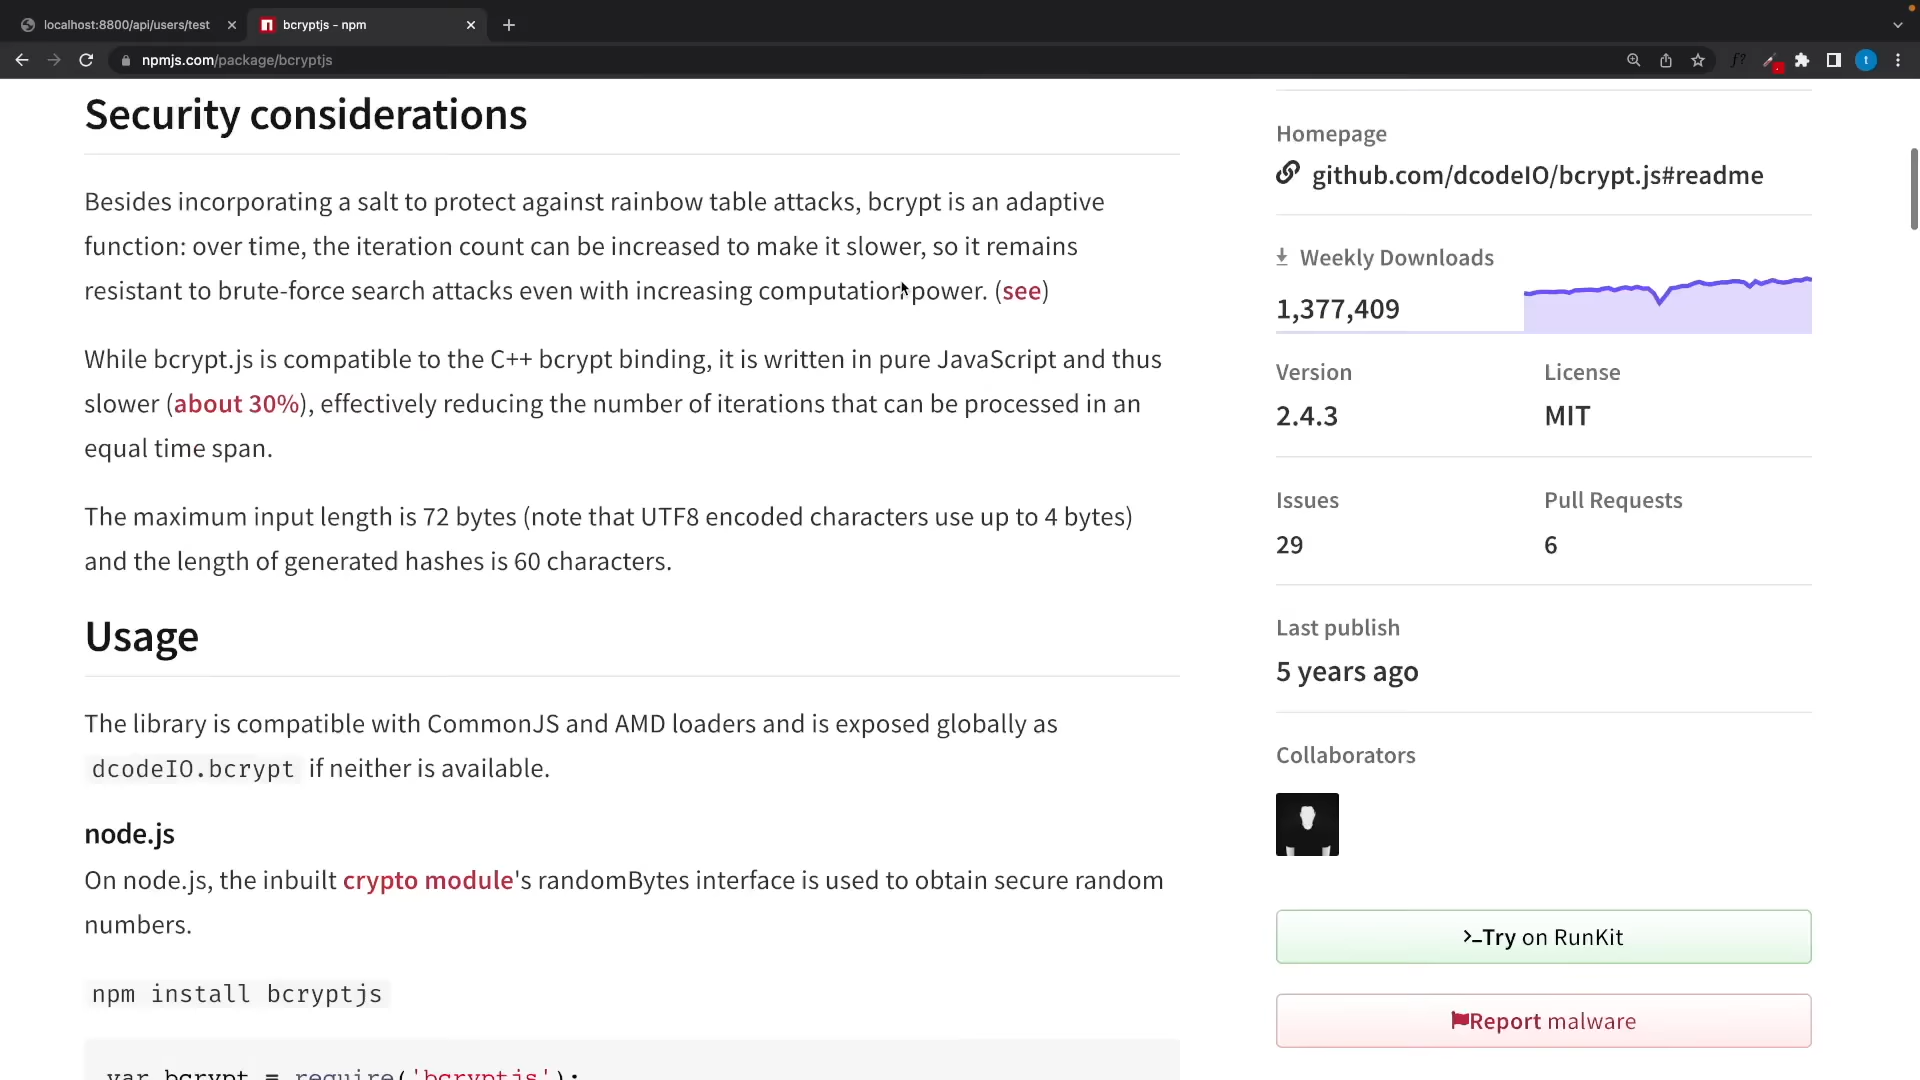 localhost:8800/api/users/test
bcryptjs - npm
npmjs.com/package/bcryptjs
f?
t
Security considerations
Besides incorporating a salt to protect against rainbow table attacks, bcrypt is an adaptive
function: over time, the iteration count can be increased to make it slower, so it remains
resistant to brute-force search attacks even with increasing computation power. (see)
While bcrypt.js is compatible to the C++ bcrypt binding, it is written in pure JavaScript and thus
slower (about 30%), effectively reducing the number of iterations that can be processed in an
equal time span.
The maximum input length is 72 bytes (note that UTF8 encoded characters use up to 4 bytes)
and the length of generated hashes is 60 characters.
Usage
The library is compatible with CommonJS and AMD loaders and is exposed globally as
dcodeIO.bcrypt if neither is available.
node.js
On node.js, the inbuilt crypto module's randomBytes interface is used to obtain secure random
numbers.
npm install bcryptjs
var bcrypt = require('bcryptjs');
Homepage
github.com/dcodeIO/bcrypt.js#readme
Weekly Downloads
1,377,409
Version
License
2.4.3
MIT
Issues
Pull Requests
29
6
Last publish
5 years ago
Collaborators
Try on RunKit
Report malware